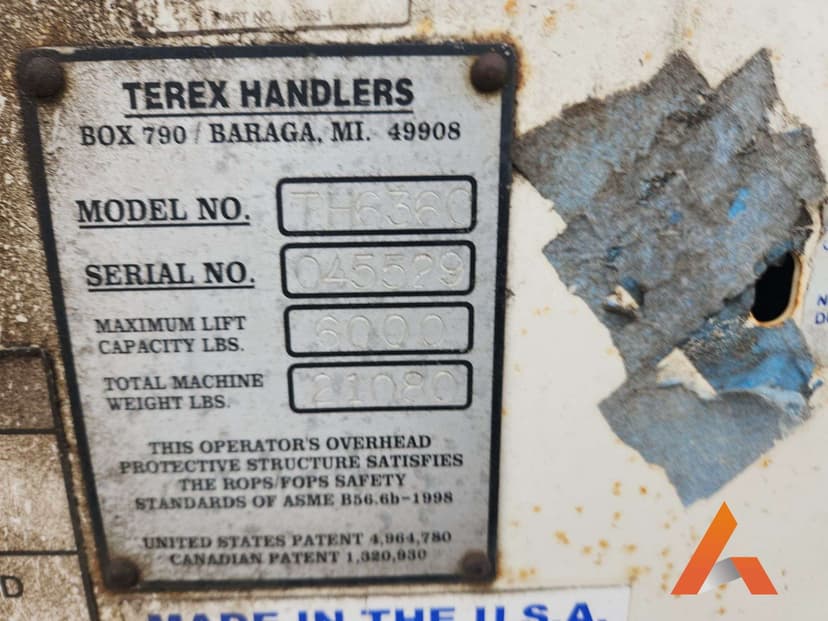 PART NO.
TEREX HANDLERS
BOX 790 / BARAGA, MI. 49908
MODEL NO. TH6360
SERIAL NO. 045529
MAXIMUM LIFT
CAPACITY LBS. 6000
TOTAL MACHINE
WEIGHT LBS. 21080
THIS OPERATOR'S OVERHEAD
PROTECTIVE STRUCTURE SATISFIES
THE ROPS/FOPS SAFETY
STANDARDS OF ASME B56.6b-1998
UNITED STATES PATENT 4,964,780
CANADIAN PATENT 1,320,930
MADE IN THE U.S.A.